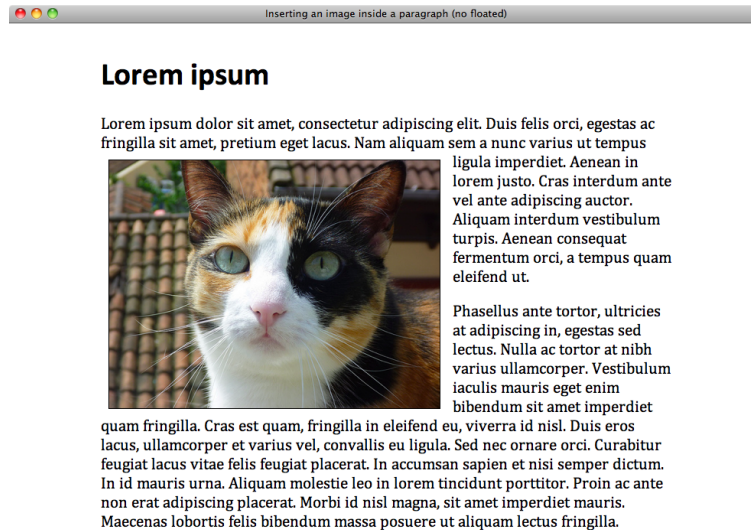 Inserting an image inside a paragraph (no floated)
Lorem ipsum
Lorem ipsum dolor sit amet, consectetur adipiscing elit. Duis felis orci, egestas ac
fringilla sit amet, pretium eget lacus. Nam aliquam sem a nunc varius ut tempus
ligula imperdiet. Aenean in
lorem justo. Cras interdum ante
vel ante adipiscing auctor.
Aliquam interdum vestibulum
turpis. Aenean consequat
fermentum orci, a tempus quam
eleifend ut.
Phasellus ante tortor, ultricies
at adipiscing in, egestas sed
lectus. Nulla ac tortor at nibh
varius ullamcorper. Vestibulum
iaculis mauris eget enim
bibendum sit amet imperdiet
quam fringilla. Cras est quam, fringilla in eleifend eu, viverra id nisl. Duis eros
lacus, ullamcorper et varius vel, convallis eu ligula. Sed nec ornare orci. Curabitur
feugiat lacus vitae felis feugiat placerat. In accumsan sapien et nisi semper dictum.
In id mauris urna. Aliquam molestie leo in lorem tincidunt porttitor. Proin ac ante
non erat adipiscing placerat. Morbi id nisl magna, sit amet imperdiet mauris.
Maecenas lobortis felis bibendum massa posuere ut aliquam lectus fringilla.